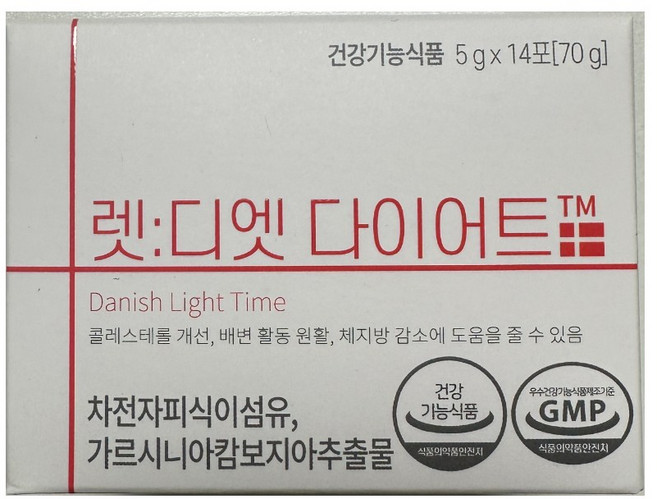 건강기능식품 5g x 14포[70g]
렛:디엣 다이어트™
Danish Light Time
콜레스테롤 개선, 배변 활동 원활, 체지방 감소에 도움을 줄 수 있음
차전자피식이섬유,
가르시니아캄보지아추출물
건강
기능식품
식품의약품안전처
우수건강기능식품제조기준
GMP
식품의약품안전처